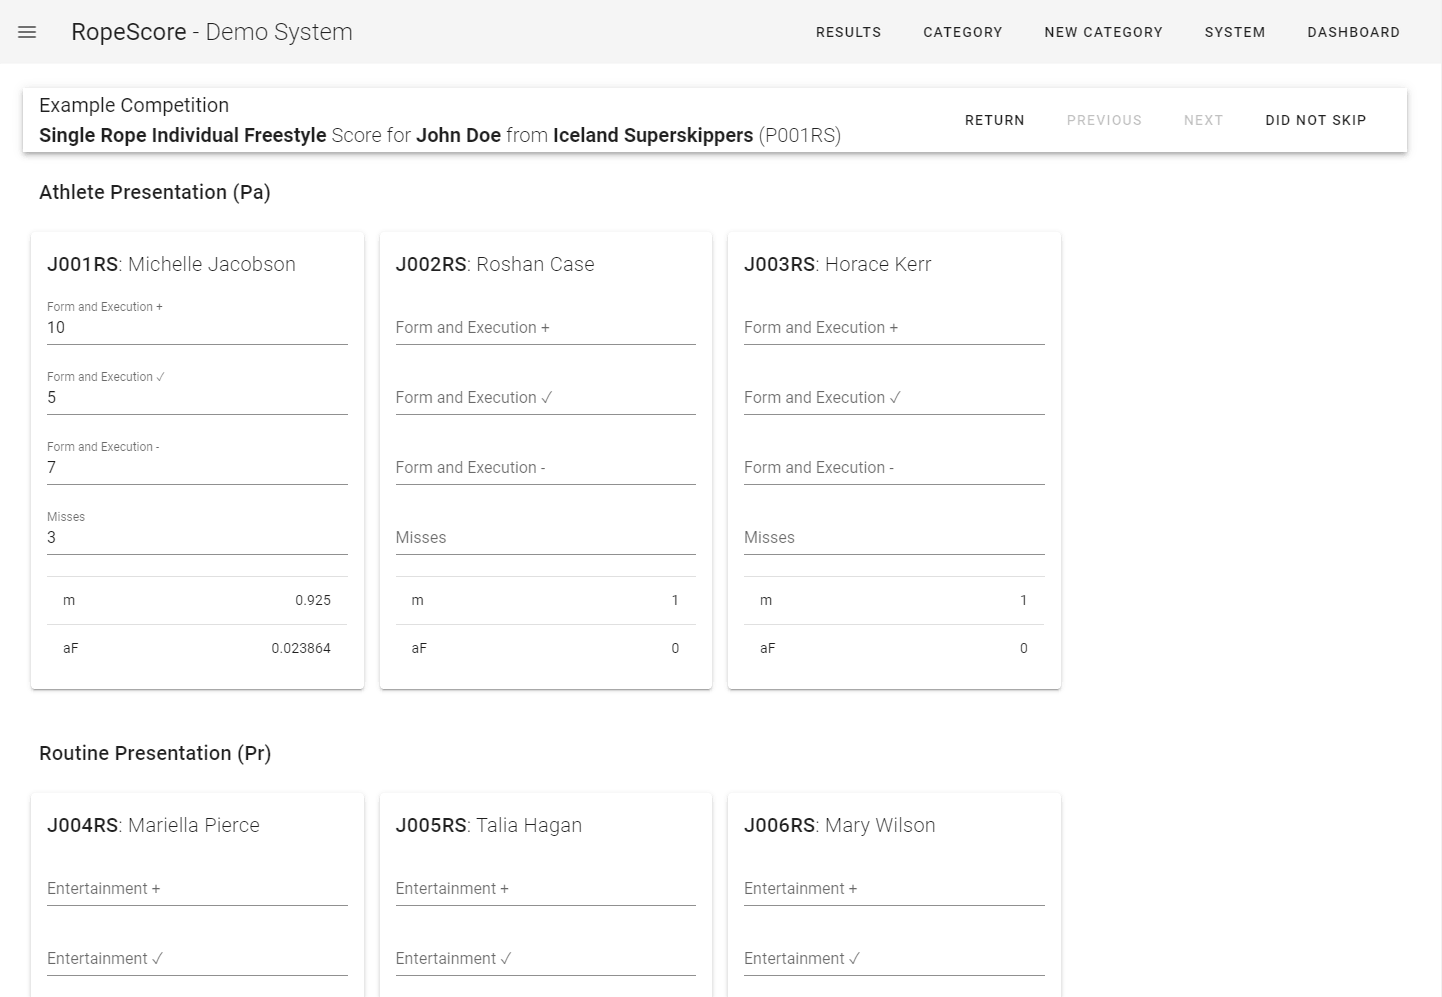 RopeScore - Demo System
RESULTS CATEGORY NEW CATEGORY SYSTEM DASHBOARD
Example Competition
Single Rope Individual Freestyle Score for John Doe from Iceland Superskippers (P001RS)
RETURN PREVIOUS NEXT DID NOT SKIP
Athlete Presentation (Pa)
J001RS: Michelle Jacobson
Form and Execution +
10
Form and Execution ✓
5
Form and Execution -
7
Misses
3
m 0.925
aF 0.023864
J002RS: Roshan Case
Form and Execution +
Form and Execution ✓
Form and Execution -
Misses
m 1
aF 0
J003RS: Horace Kerr
Form and Execution +
Form and Execution ✓
Form and Execution -
Misses
m 1
aF 0
Routine Presentation (Pr)
J004RS: Mariella Pierce
Entertainment +
Entertainment ✓
J005RS: Talia Hagan
Entertainment +
Entertainment ✓
J006RS: Mary Wilson
Entertainment +
Entertainment ✓